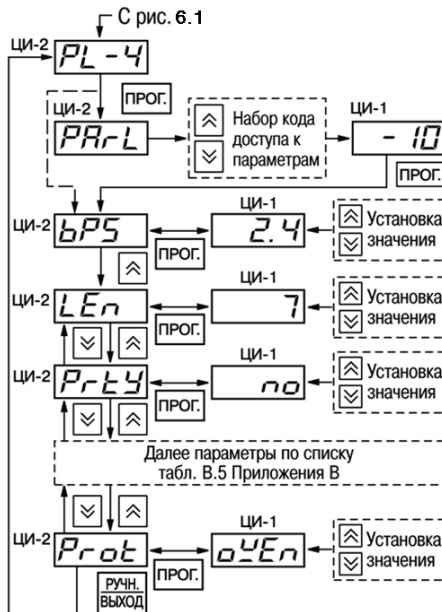 С рис. 6.1
ЦИ-2 PL-4
ПРОГ.
ЦИ-2
PArL
Набор кода
доступа к
параметрам
ЦИ-1
- 10
ПРОГ.
ЦИ-2 bPS
ПРОГ.
ЦИ-1
2.4
Установка
значения
ЦИ-2 LEn
ПРОГ.
ЦИ-1
7
Установка
значения
ЦИ-2 PrtY
ПРОГ.
ЦИ-1
no
Установка
значения
Далее параметры по списку
табл. В.5 Приложения В
ЦИ-2 Prot
РУЧН.
ВЫХОД
ПРОГ.
ЦИ-1
oVEn
Установка
значения